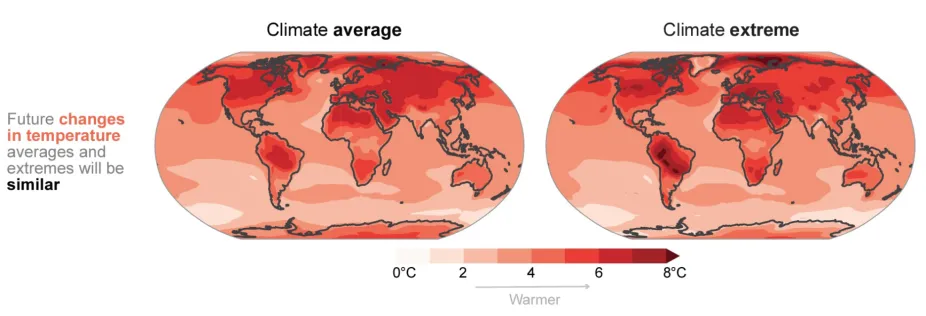 Climate average
Climate extreme
Future changes
in temperature
averages and
extremes will be
similar
0°C 2 4 6 8°C
Warmer